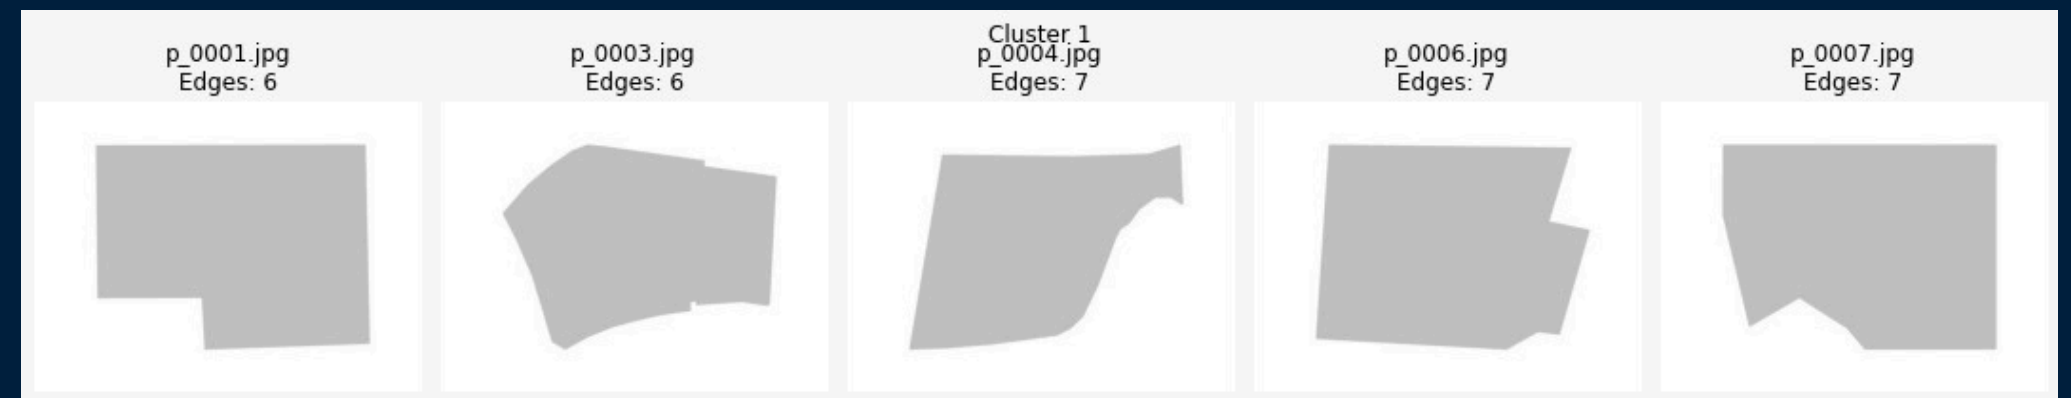 Cluster 1
p_0001.jpg
Edges: 6
p_0003.jpg
Edges: 6
p_0004.jpg
Edges: 7
p_0006.jpg
Edges: 7
p_0007.jpg
Edges: 7